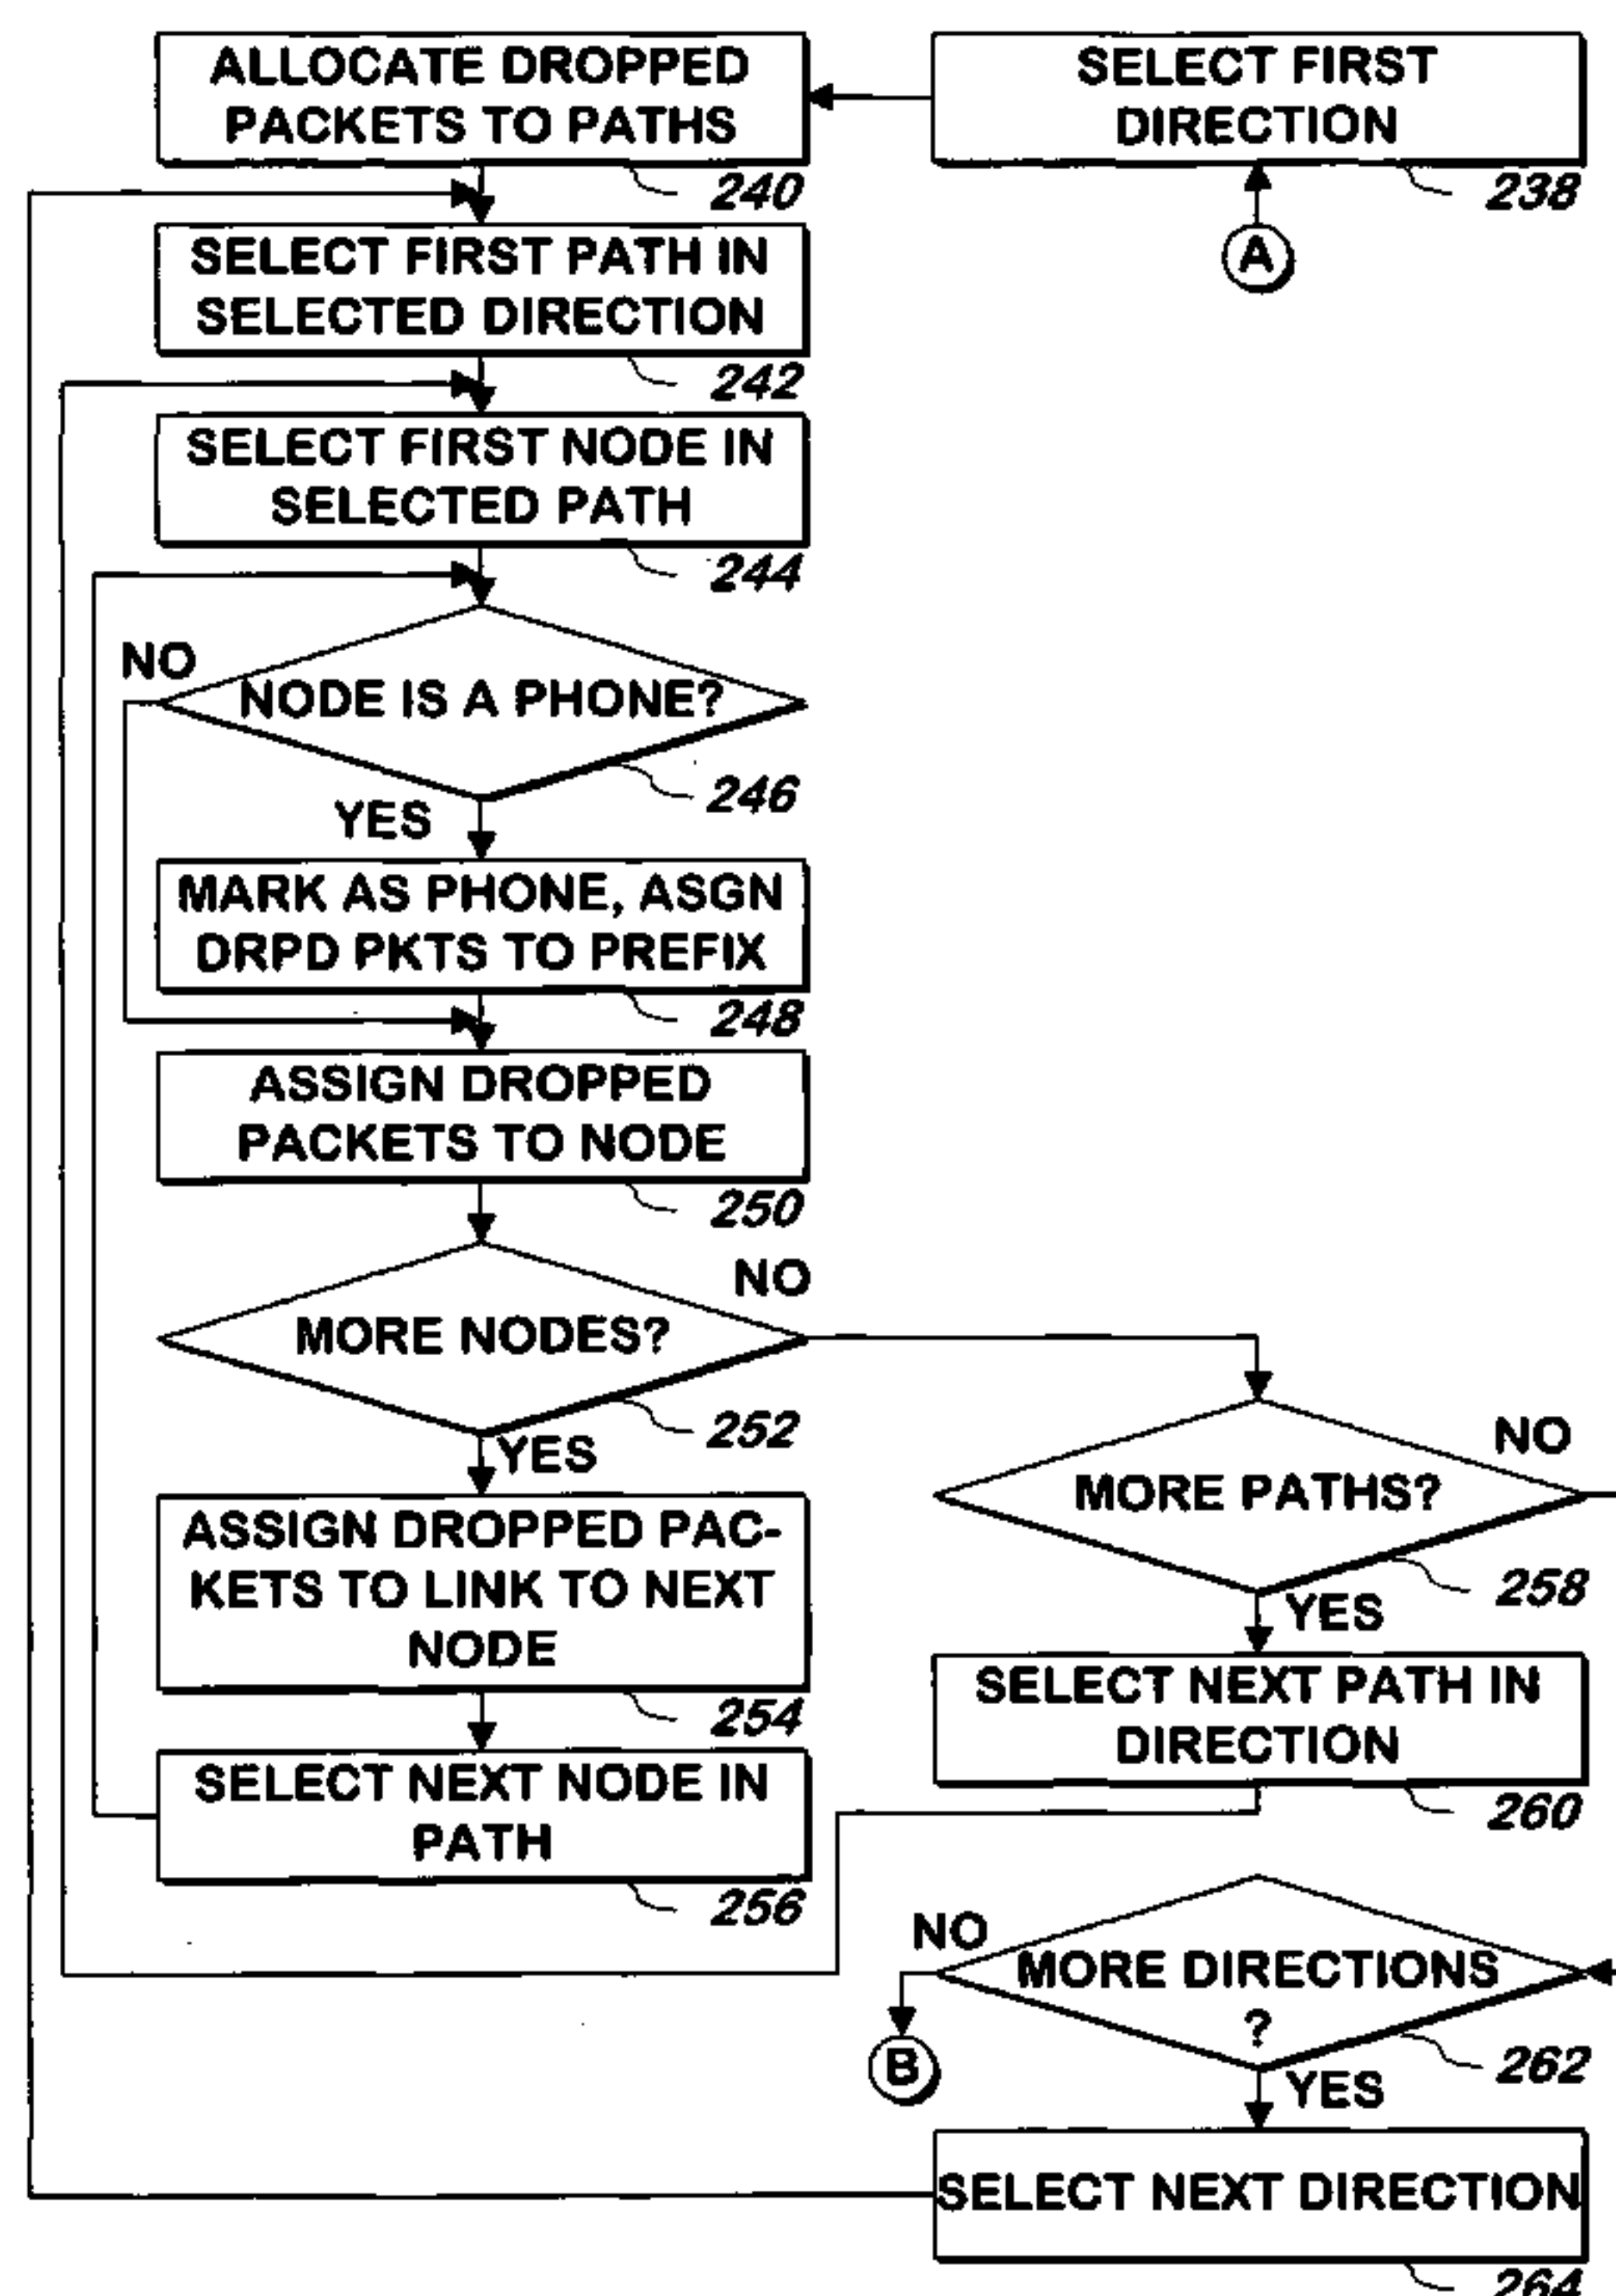 ALLOCATE DROPPED
PACKETS TO PATHS
240
SELECT FIRST
DIRECTION
238
A
SELECT FIRST PATH IN
SELECTED DIRECTION
242
SELECT FIRST NODE IN
SELECTED PATH
244
NO
NODE IS A PHONE?
246
YES
MARK AS PHONE, ASGN
DRPD PKTS TO PREFIX
248
ASSIGN DROPPED
PACKETS TO NODE
250
NO
MORE NODES?
252
YES
ASSIGN DROPPED PAC-
KETS TO LINK TO NEXT
NODE
254
SELECT NEXT NODE IN
PATH
256
NO
MORE PATHS?
258
YES
SELECT NEXT PATH IN
DIRECTION
260
NO
MORE DIRECTIONS
?
262
B
YES
SELECT NEXT DIRECTION
264